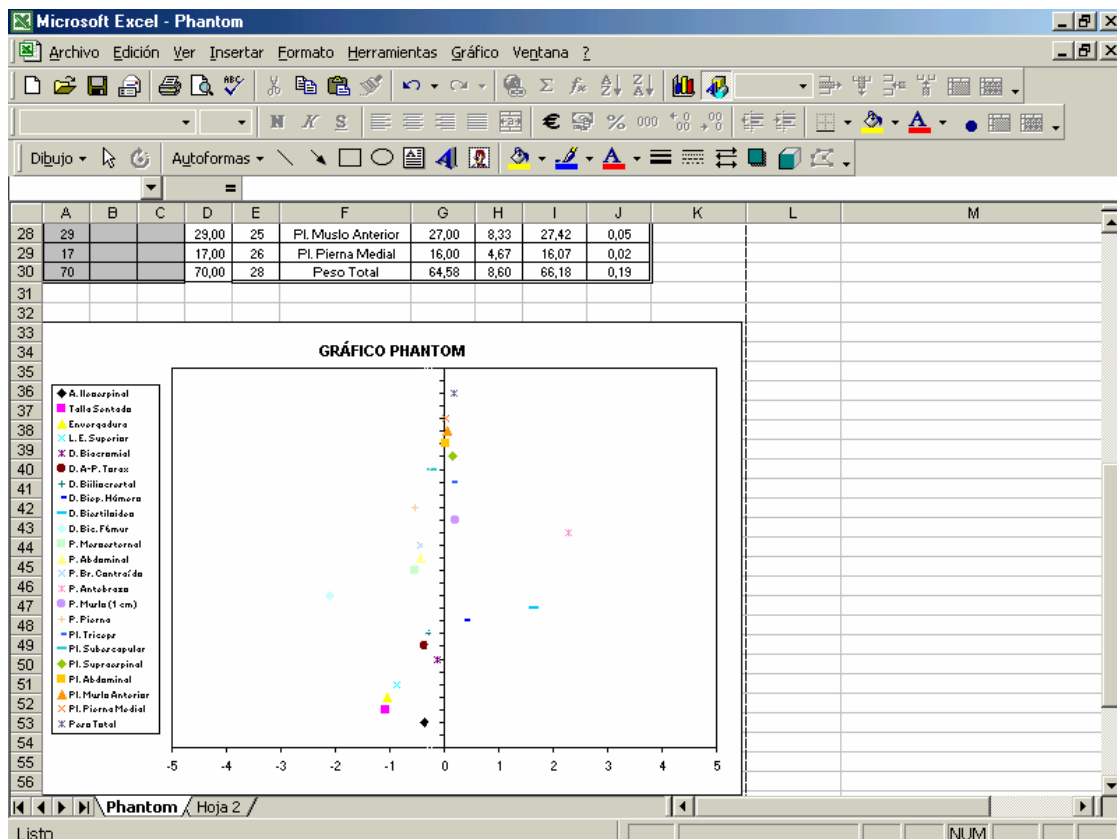 Microsoft Excel - Phantom
Archivo Edición Ver Insertar Formato Herramientas Gráfico Ventana ?
N K S € % 000
Dibujo Autoformas
=
A B C D E F G H I J K L M
28 29 29,00 25 Pl. Muslo Anterior 27,00 8,33 27,42 0,05
29 17 17,00 26 Pl. Pierna Medial 16,00 4,67 16,07 0,02
30 70 70,00 28 Peso Total 64,58 8,60 66,18 0,19
31
32
33
34
35
36
37
38
39
40
41
42
43
44
45
46
47
48
49
50
51
52
53
54
55
56
GRÁFICO PHANTOM
A. Ileoespinal
Talla Sentado
Envergadura
L. E. Superior
D. Biacromial
D. A-P. Torax
D. Biiliocrestal
D. Biep. Húmero
D. Biestiloideo
D. Bic. Fémur
P. Mesoesternal
P. Abdominal
P. Br. Contraído
P. Antebrazo
P. Muslo (1 cm)
P. Pierna
Pl. Triceps
Pl. Subescapular
Pl. Supraespinal
Pl. Abdominal
Pl. Muslo Anterior
Pl. Pierna Medial
Peso Total
-5 -4 -3 -2 -1 0 1 2 3 4 5
Phantom Hoja 2
Listo NUM